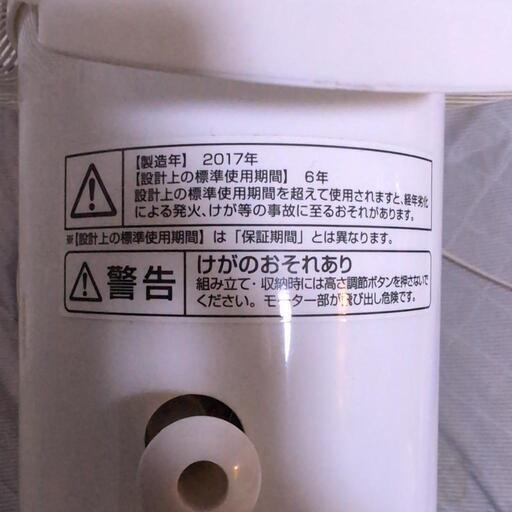 【製造年】 2017年
【設計上の標準使用期間】 6年
設計上の標準使用期間を超えて使用されますと、経年劣化
による発火、けが等の事故に至るおそれがあります。
※【設計上の標準使用期間】は「保証期間」とは異なります。
警告
けがのおそれあり
組み立て・収納時には高さ調節ボタンを押さないで
ください。モーター部が飛び出し危険です。